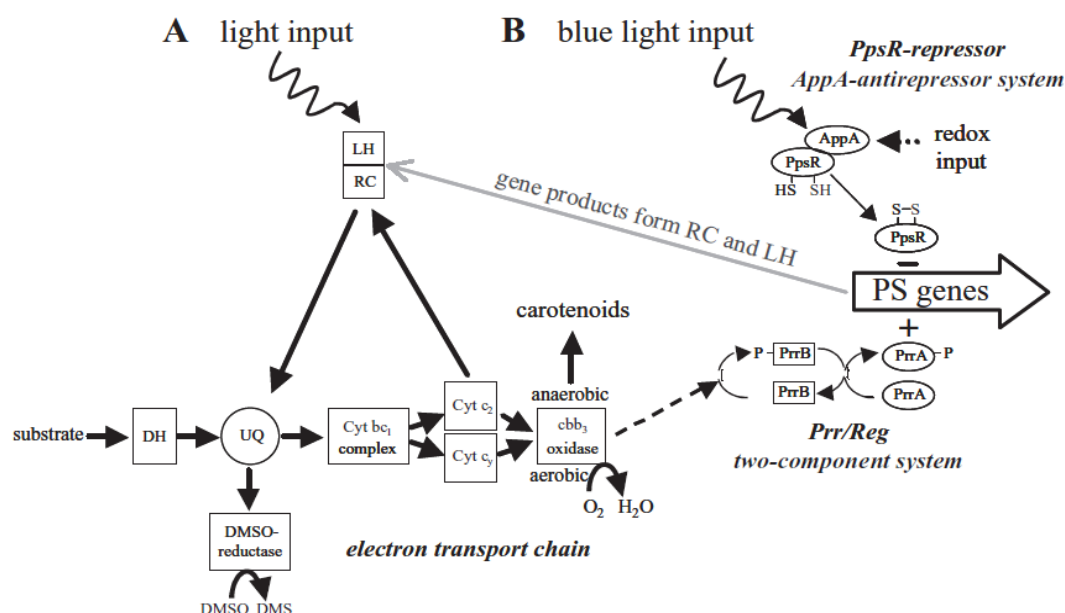 A light input
B blue light input
PpsR-repressor
AppA-antirepressor system
LH
RC
AppA
PpsR
HS SH
redox
input
S-S
PpsR
–
gene products form RC and LH
PS genes
+
carotenoids
P PrrB
PrrA P
PrrB
PrrA
anaerobic
substrate
DH
UQ
Cyt bc₁
complex
Cyt c₂
Cyt cᵧ
cbb₃
oxidase
aerobic
O₂ H₂O
Prr/Reg
two-component system
DMSO-
reductase
electron transport chain
DMSO DMS